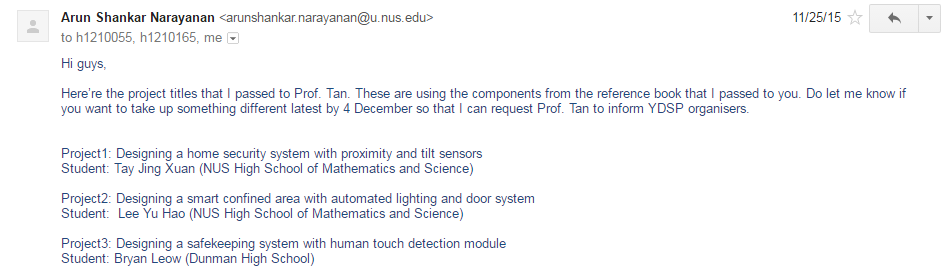 Arun Shankar Narayanan <arunshankar.narayanan@u.nus.edu> 11/25/15
to h1210055, h1210165, me
Hi guys,
Here're the project titles that I passed to Prof. Tan. These are using the components from the reference book that I passed to you. Do let me know if
you want to take up something different latest by 4 December so that I can request Prof. Tan to inform YDSP organisers.
Project1: Designing a home security system with proximity and tilt sensors
Student: Tay Jing Xuan (NUS High School of Mathematics and Science)
Project2: Designing a smart confined area with automated lighting and door system
Student:  Lee Yu Hao (NUS High School of Mathematics and Science)
Project3: Designing a safekeeping system with human touch detection module
Student: Bryan Leow (Dunman High School)